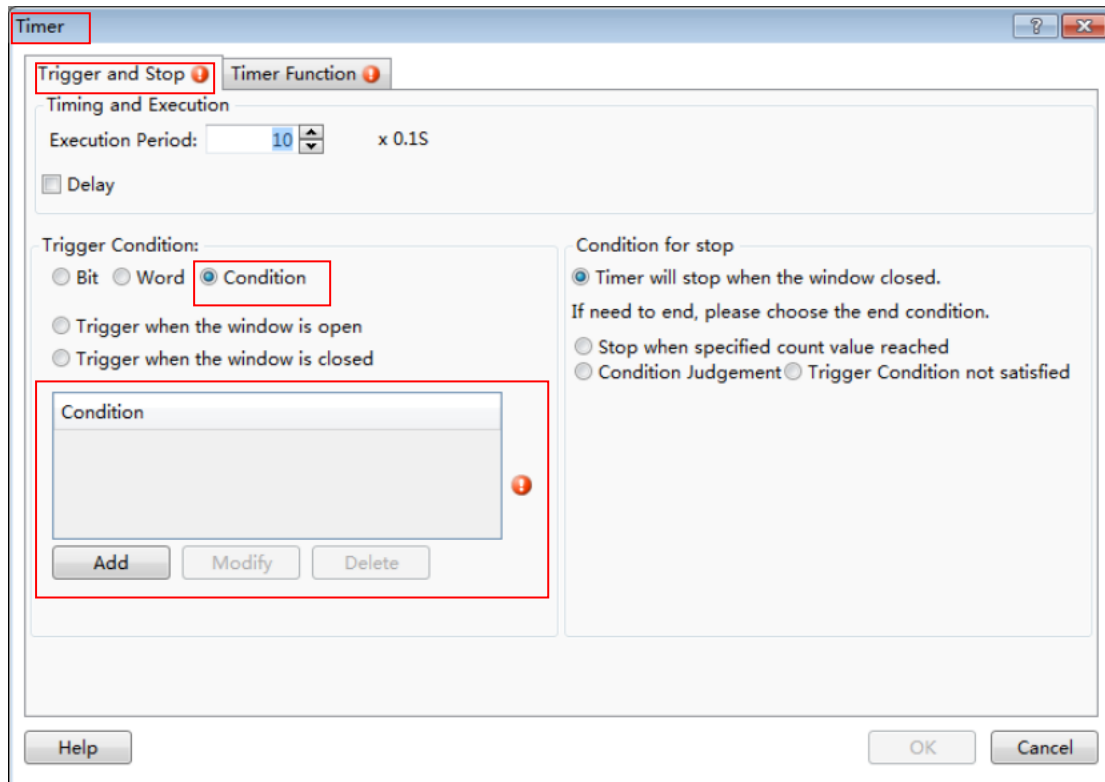 Timer
Trigger and Stop Timer Function
Timing and Execution
Execution Period: 10 x 0.1S
Delay
Trigger Condition:
Bit Word Condition
Trigger when the window is open
Trigger when the window is closed
Condition
Add Modify Delete
Condition for stop
Timer will stop when the window closed.
If need to end, please choose the end condition.
Stop when specified count value reached
Condition Judgement Trigger Condition not satisfied
Help OK Cancel